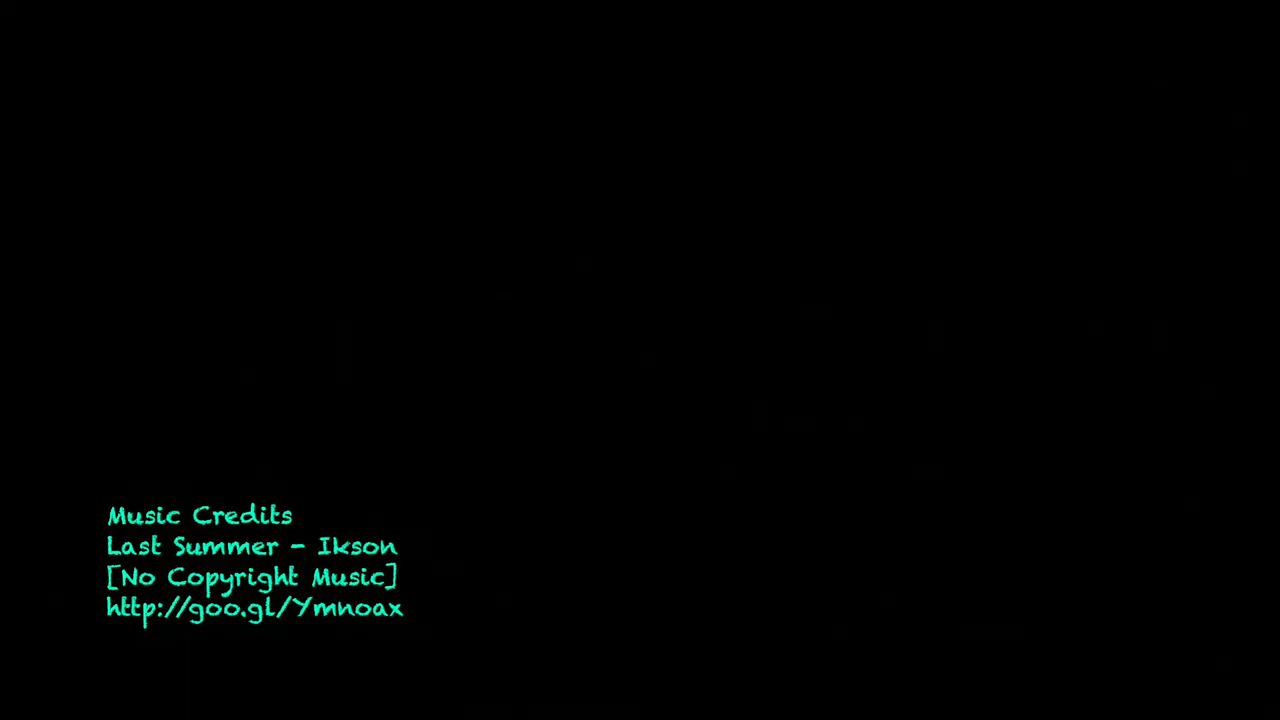 Music Credits
Last Summer - Ikson
[No Copyright Music]
http://goo.gl/Ymnoax